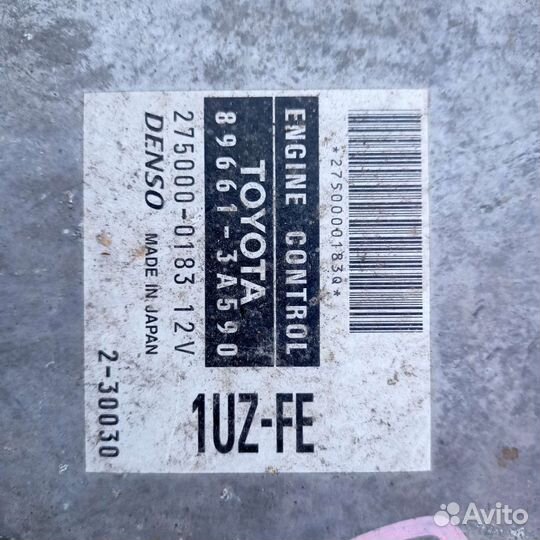 *2750000183Q*
ENGINE CONTROL
TOYOTA
89661-3A590
275000-0183 12V
DENSO MADE IN JAPAN
1UZ-FE
2-30030
Avito